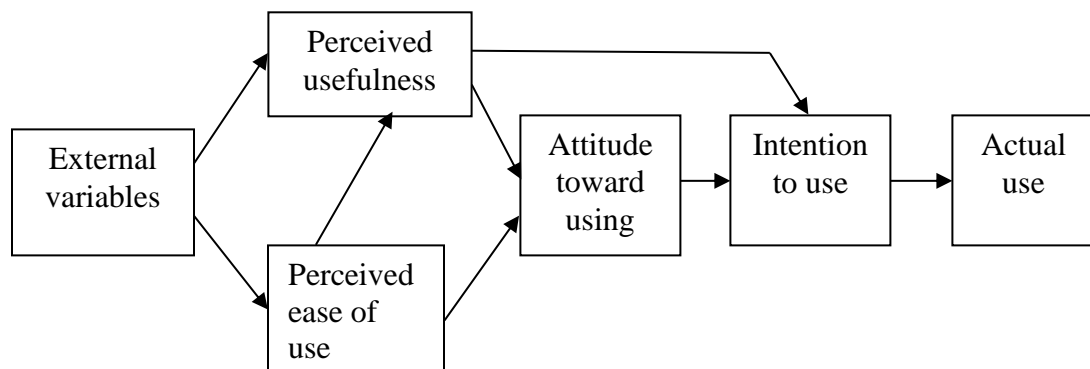 External
variables
Perceived
usefulness
Perceived
ease of
use
Attitude
toward
using
Intention
to use
Actual
use